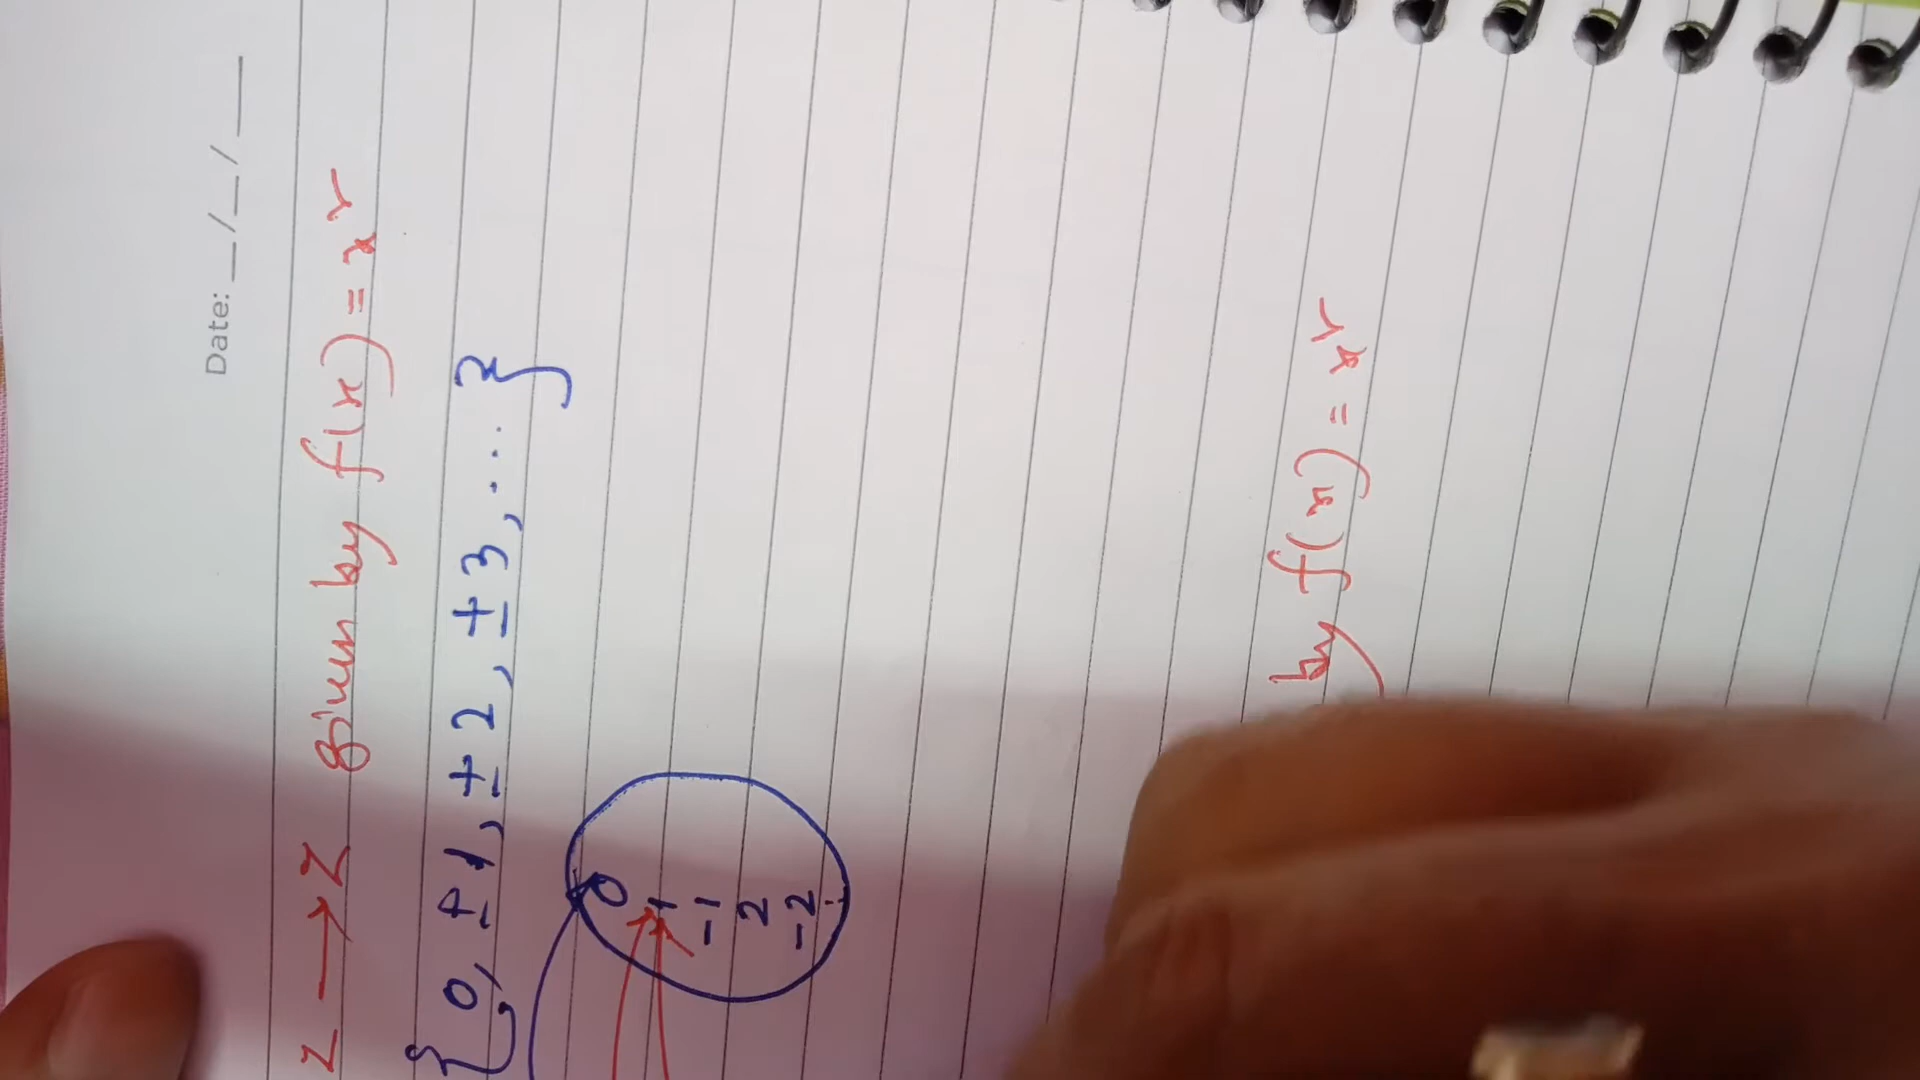 Date: __/__/__
Z → Z given by f(x) = x²
{0, ±1, ±2, ±3, ... }
0
1
-1
2
-2
by f(x) = x²